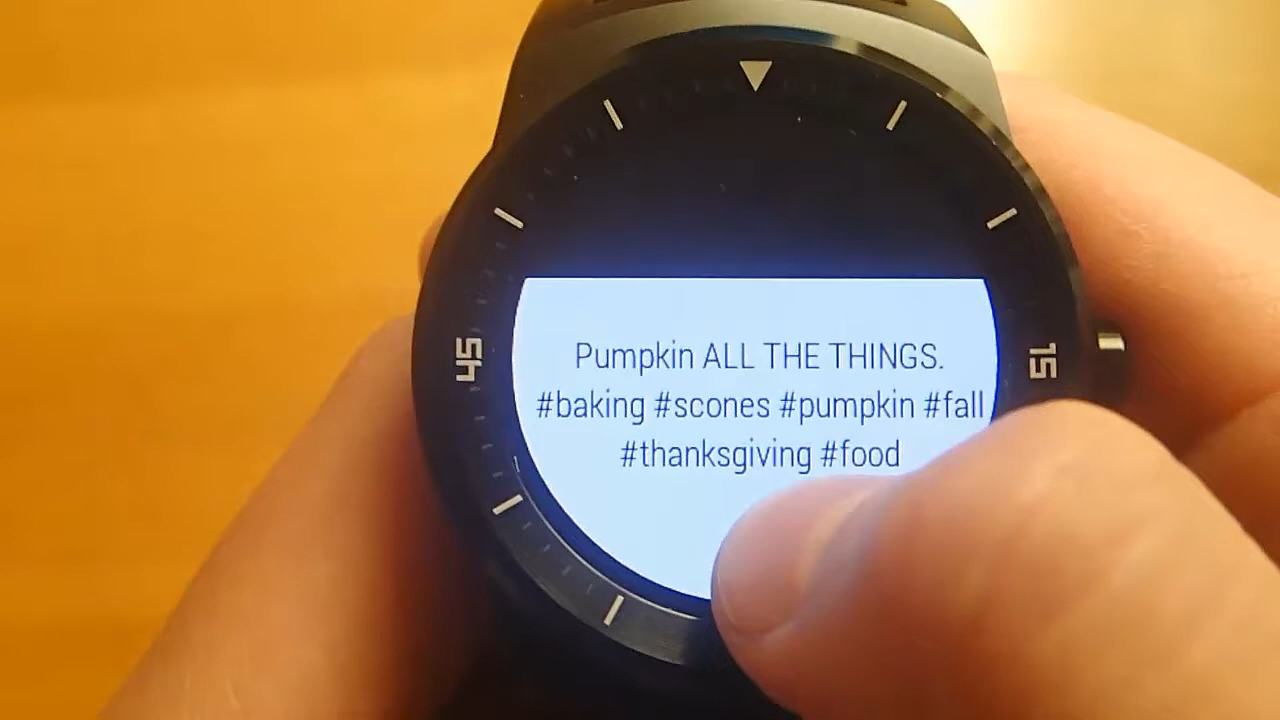 45
15
Pumpkin ALL THE THINGS.
#baking #scones #pumpkin #fall
#thanksgiving #food